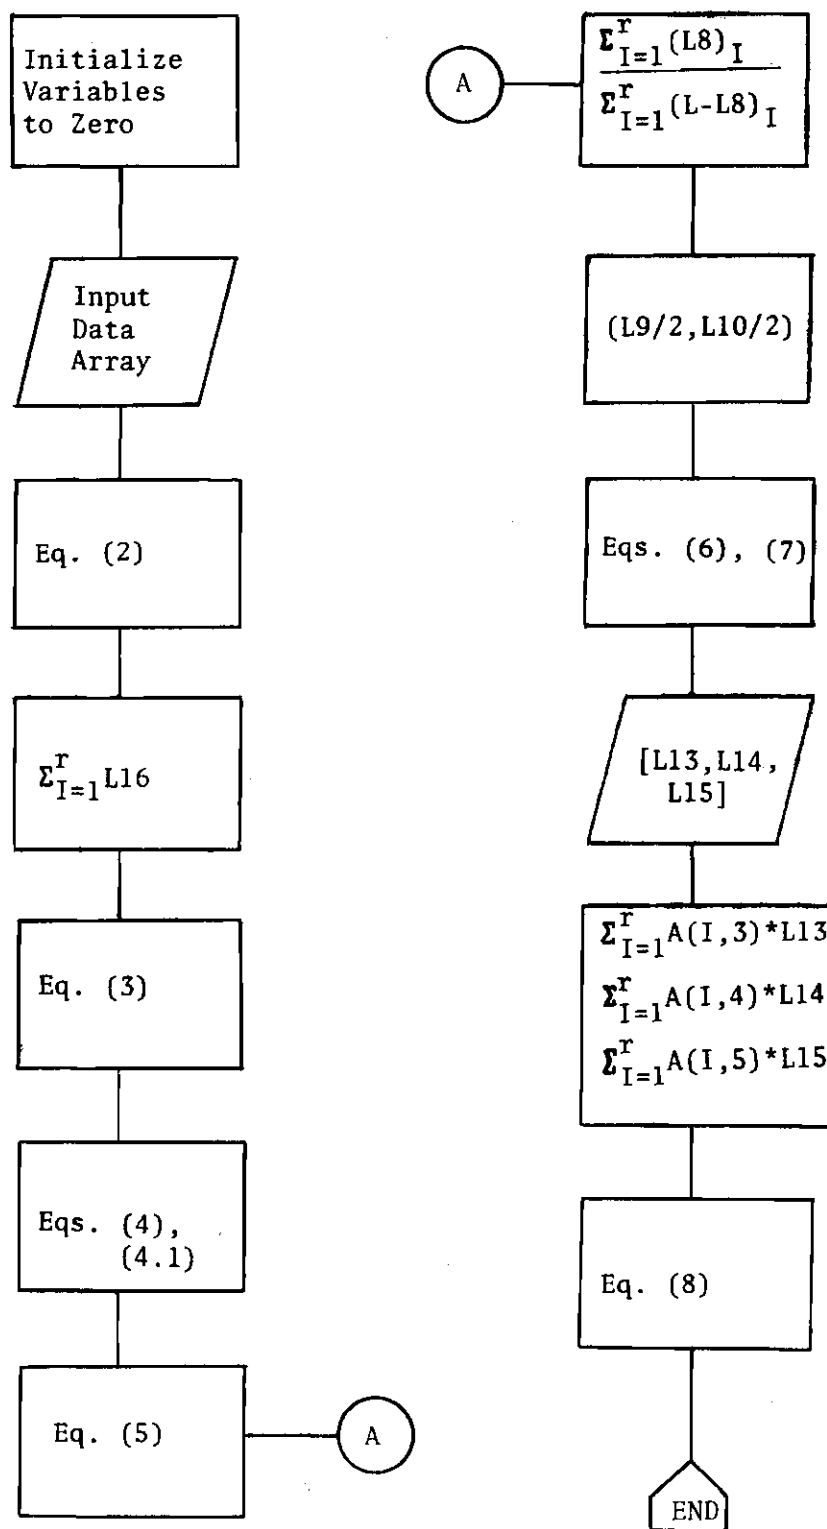 Initialize
Variables
to Zero
Input
Data
Array
Eq. (2)
Σ^r_{I=1} L16
Eq. (3)
Eqs. (4),
(4.1)
Eq. (5)
A
A
Σ^r_{I=1} (L8)_I
Σ^r_{I=1} (L-L8)_I
(L9/2,L10/2)
Eqs. (6), (7)
[L13,L14,
L15]
Σ^r_{I=1} A(I,3)*L13
Σ^r_{I=1} A(I,4)*L14
Σ^r_{I=1} A(I,5)*L15
Eq. (8)
END